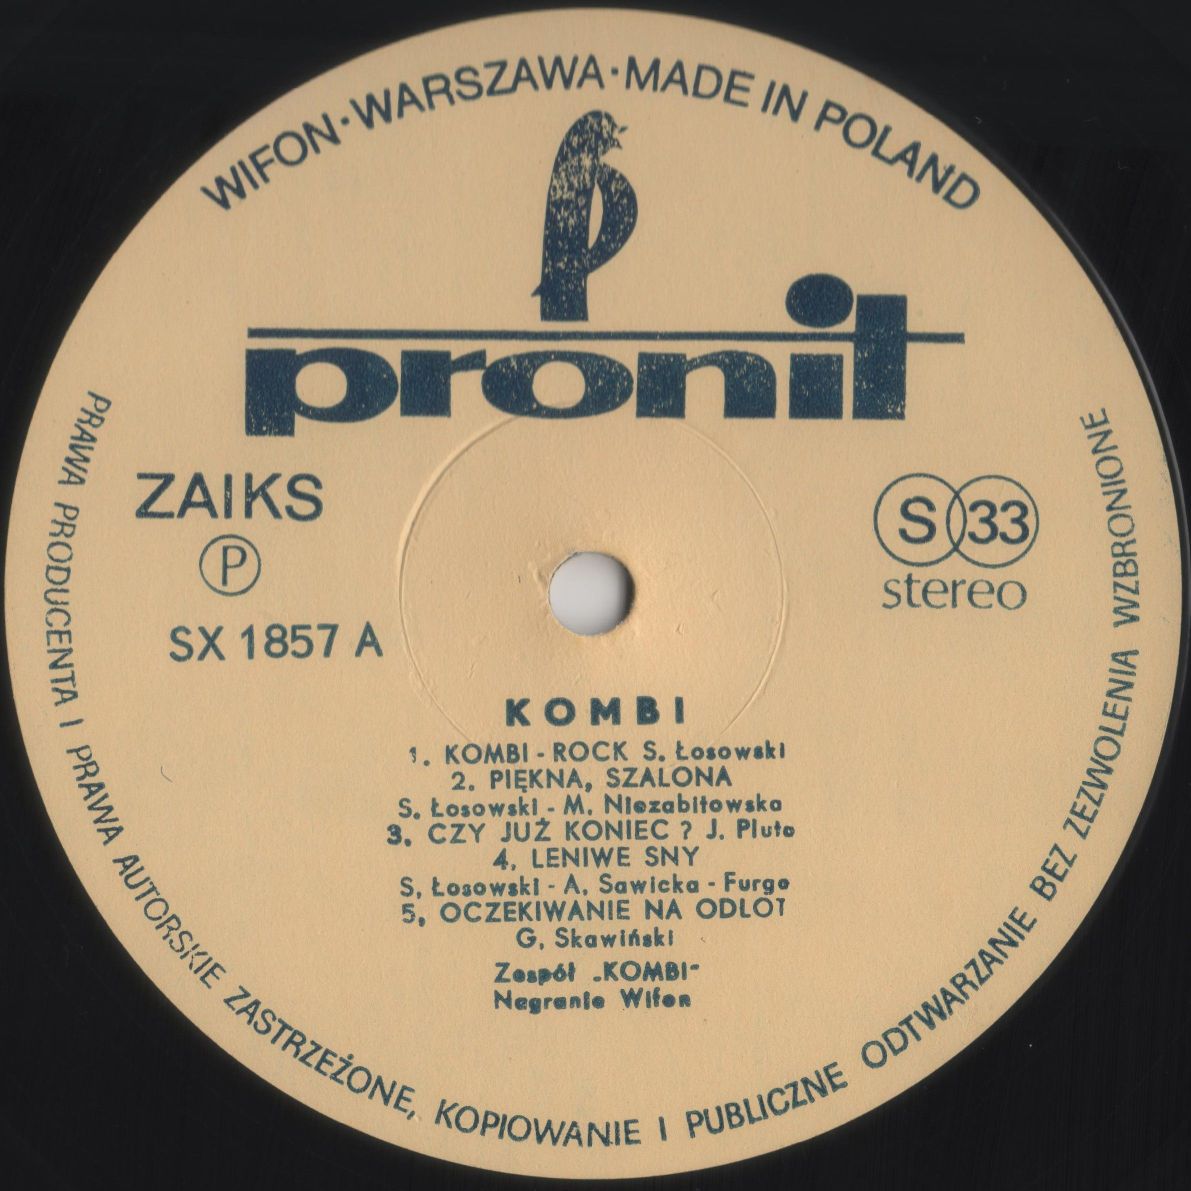 WIFON·WARSZAWA·MADE IN POLAND
pronit
ZAIKS
P
SX 1857 A
S 33
stereo
KOMBI
1. KOMBI - ROCK S. Łosowski
2. PIĘKNA, SZALONA
S. Łosowski - M. Niezabitowska
3. CZY JUŻ KONIEC ? J. Pluta
4. LENIWE SNY
S. Łosowski - A. Sawicka - Furgo
5. OCZEKIWANIE NA ODLOT
G. Skawiński
Zespół „KOMBI"
Nagranie Wifon
PRAWA PRODUCENTA I PRAWA AUTORSKIE ZASTRZEŻONE, KOPIOWANIE I PUBLICZNE ODTWARZANIE BEZ ZEZWOLENIA WZBRONIONE